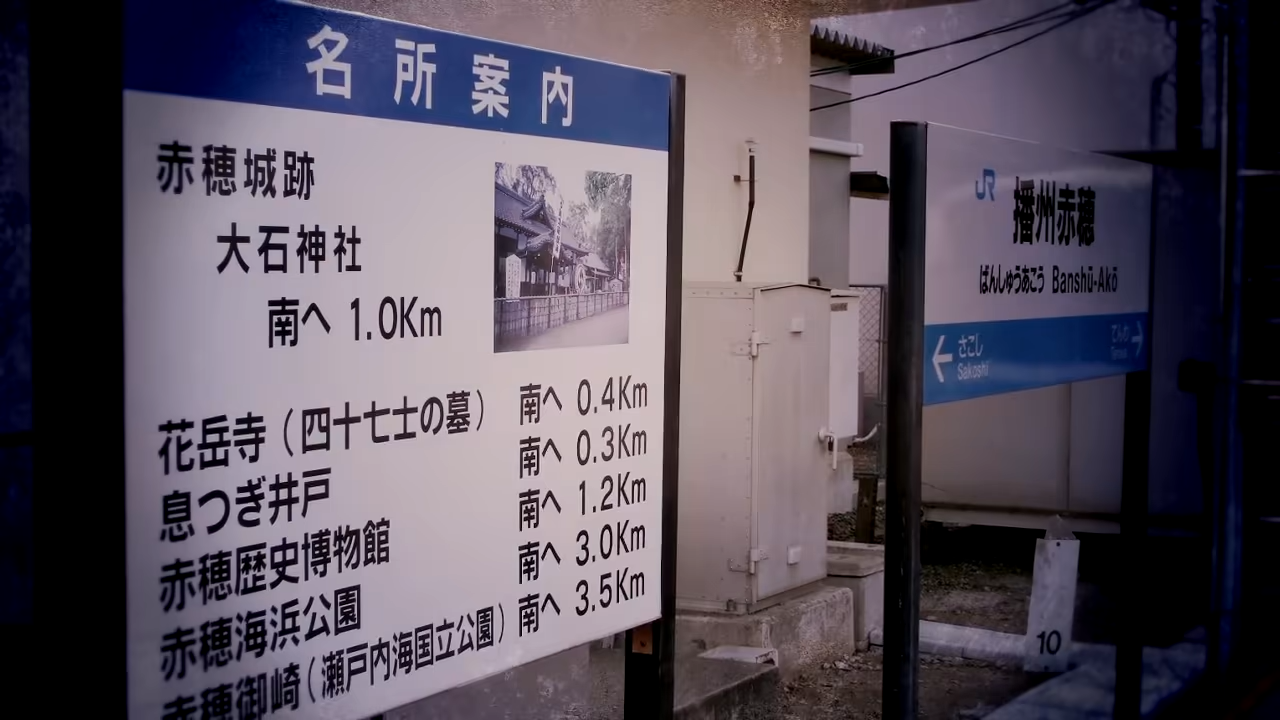 名所案内
赤穂城跡
大石神社
南へ 1.0Km
花岳寺(四十七士の墓) 南へ 0.4Km
息つぎ井戸 南へ 0.3Km
赤穂歴史博物館 南へ 1.2Km
赤穂海浜公園 南へ 3.0Km
赤穂御崎(瀬戸内海国立公園) 南へ 3.5Km
JR
播州赤穂
ばんしゅうあこう Banshū-Akō
さこし
Sakoshi
てんわ
Tenwa
10